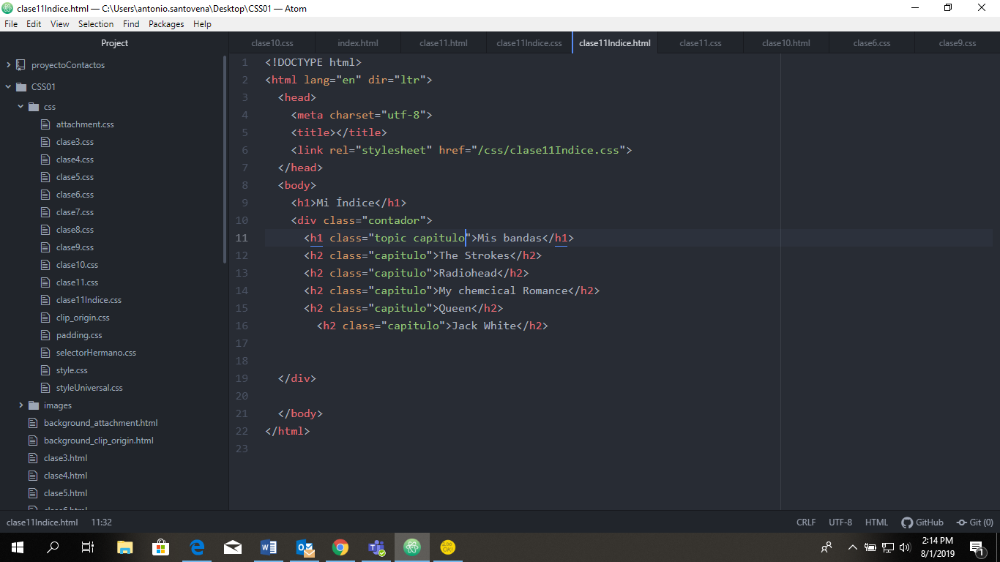 clase11Indice.html — C:\Users\antonio.santovena\Desktop\CSS01 — Atom
File Edit View Selection Find Packages Help
Project
proyectoContactos
CSS01
css
attachment.css
clase3.css
clase4.css
clase5.css
clase6.css
clase7.css
clase8.css
clase9.css
clase10.css
clase11.css
clase11Indice.css
clip_origin.css
padding.css
selectorHermano.css
style.css
styleUniversal.css
images
background_attachment.html
background_clip_origin.html
clase3.html
clase4.html
clase5.html
clase6.html
clase10.css index.html clase11.html clase11Indice.css clase11Indice.html clase11.css clase10.html clase6.css clase9.css
1 <!DOCTYPE html>
2 <html lang="en" dir="ltr">
3 <head>
4 <meta charset="utf-8">
5 <title></title>
6 <link rel="stylesheet" href="/css/clase11Indice.css">
7 </head>
8 <body>
9 <h1>Mi Índice</h1>
10 <div class="contador">
11 <h1 class="topic capitulo">Mis bandas</h1>
12 <h2 class="capitulo">The Strokes</h2>
13 <h2 class="capitulo">Radiohead</h2>
14 <h2 class="capitulo">My chemcical Romance</h2>
15 <h2 class="capitulo">Queen</h2>
16 <h2 class="capitulo">Jack White</h2>
17
18
19 </div>
20
21 </body>
22 </html>
23
clase11Indice.html 11:32 CRLF UTF-8 HTML GitHub Git (0)
2:14 PM
8/1/2019
1